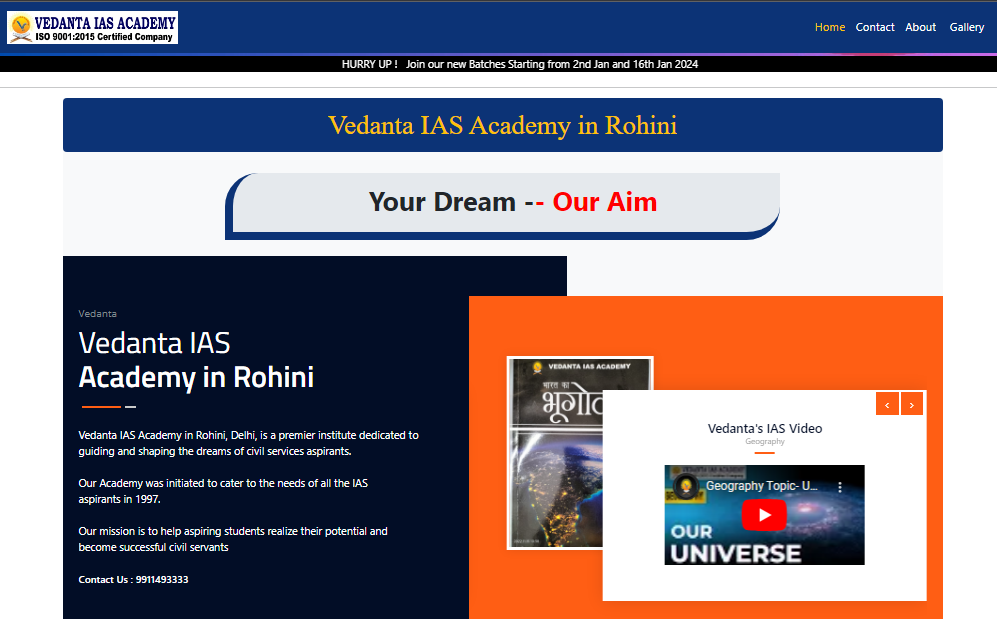 VEDANTA IAS ACADEMY
ISO 9001:2015 Certified Company
Home Contact About Gallery
HURRY UP ! Join our new Batches Starting from 2nd Jan and 16th Jan 2024
Vedanta IAS Academy in Rohini
Your Dream -- Our Aim
Vedanta
Vedanta IAS
Academy in Rohini
Vedanta IAS Academy in Rohini, Delhi, is a premier institute dedicated to
guiding and shaping the dreams of civil services aspirants.
Our Academy was initiated to cater to the needs of all the IAS
aspirants in 1997.
Our mission is to help aspiring students realize their potential and
become successful civil servants
Contact Us : 9911493333
VEDANTA IAS ACADEMY
भारत का
भूगोल
‹ ›
Vedanta's IAS Video
Geography
VEDANTA IAS ACADEMY
Geography Topic- U...
OUR
UNIVERSE